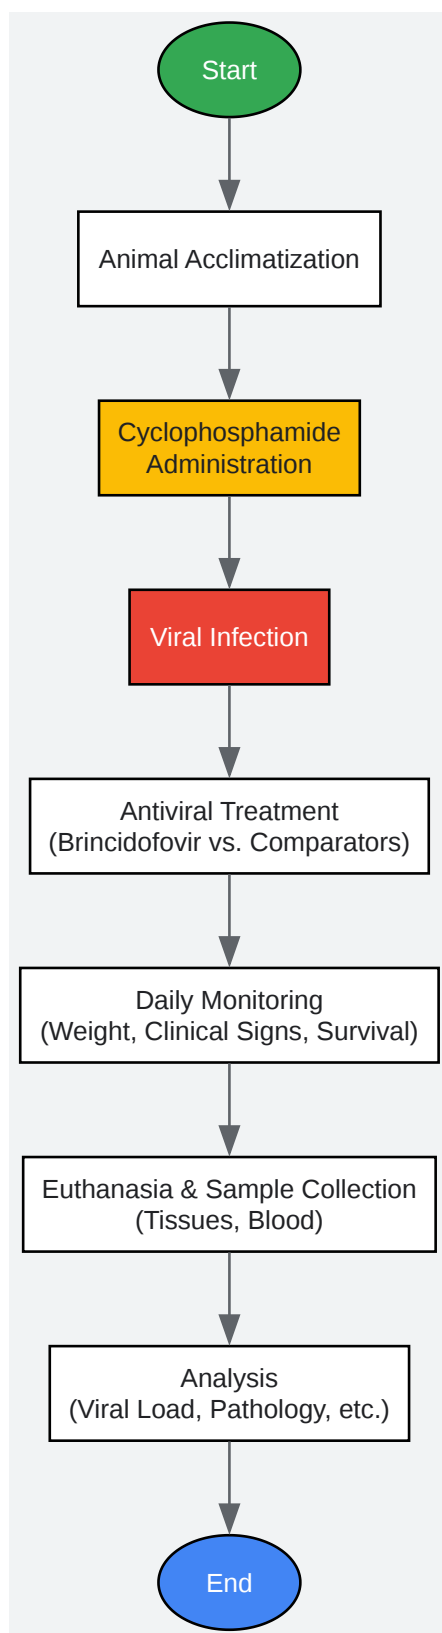 Start
Animal Acclimatization
Cyclophosphamide
Administration
Viral Infection
Antiviral Treatment
(Brincidofovir vs. Comparators)
Daily Monitoring
(Weight, Clinical Signs, Survival)
Euthanasia & Sample Collection
(Tissues, Blood)
Analysis
(Viral Load, Pathology, etc.)
End